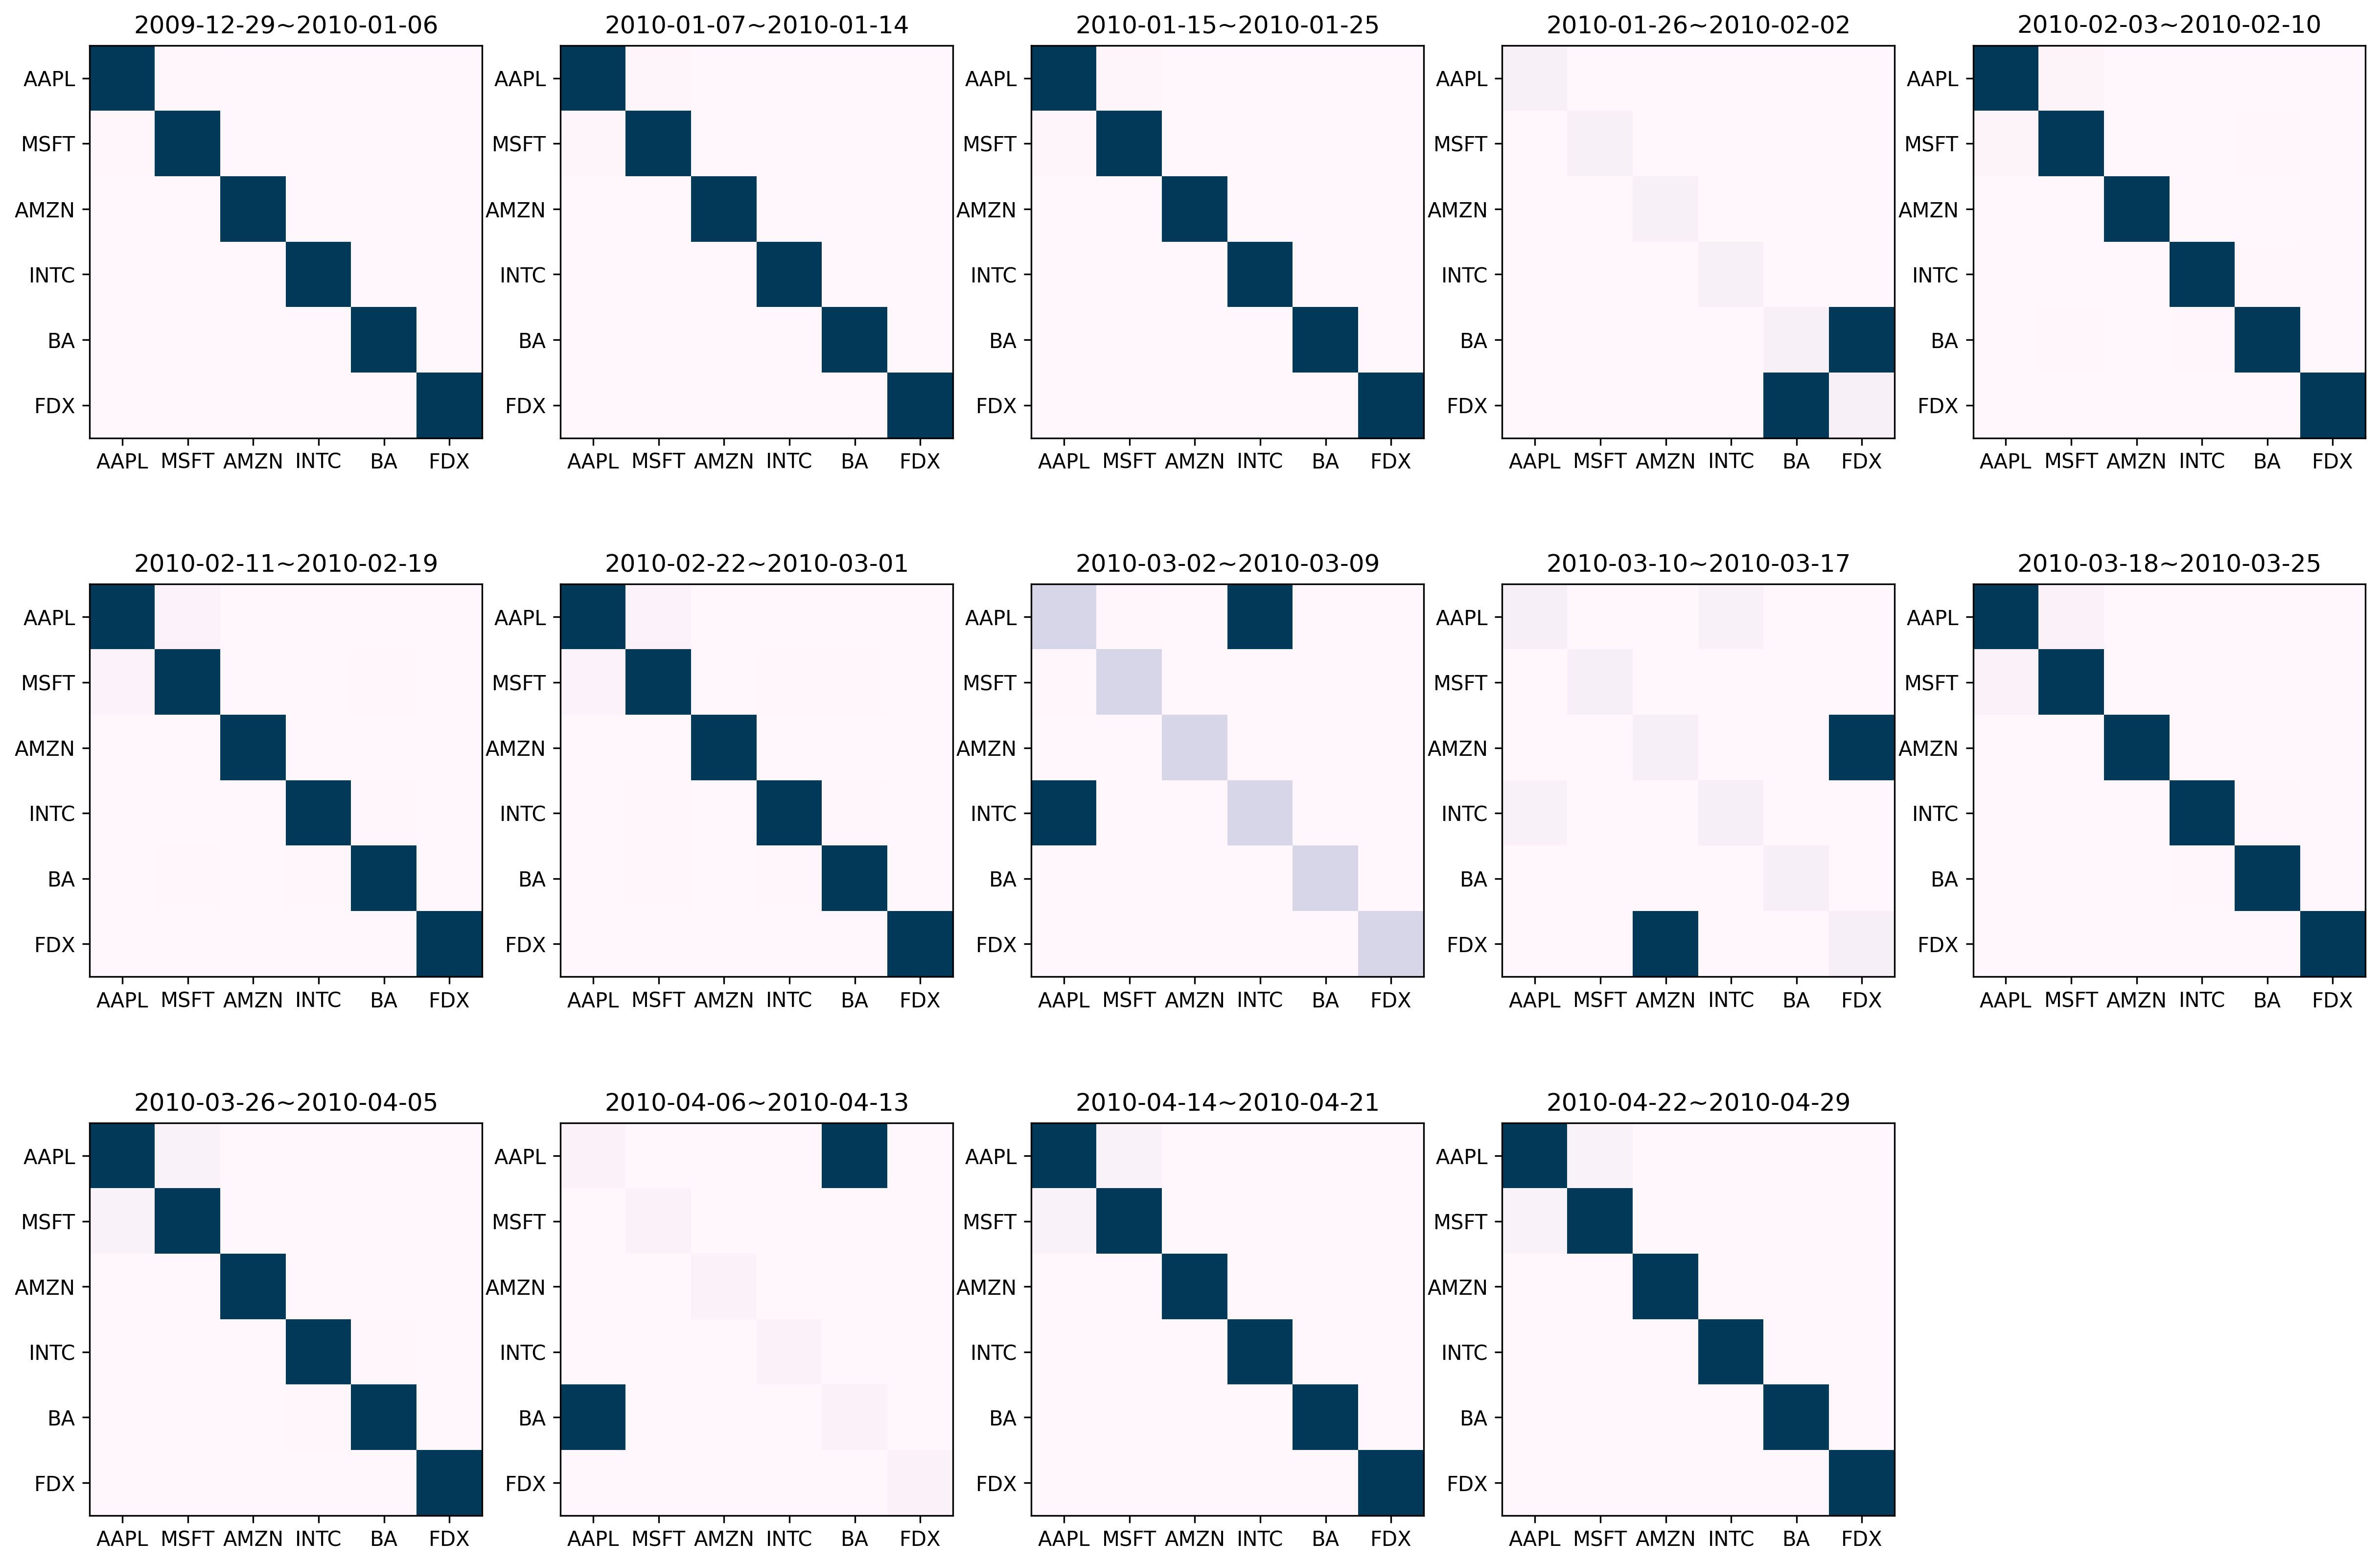 2009-12-29~2010-01-06
AAPL
MSFT
AMZN
INTC
BA
FDX
AAPL MSFT AMZN INTC BA FDX
2010-01-07~2010-01-14
AAPL
MSFT
AMZN
INTC
BA
FDX
AAPL MSFT AMZN INTC BA FDX
2010-01-15~2010-01-25
AAPL
MSFT
AMZN
INTC
BA
FDX
AAPL MSFT AMZN INTC BA FDX
2010-01-26~2010-02-02
AAPL
MSFT
AMZN
INTC
BA
FDX
AAPL MSFT AMZN INTC BA FDX
2010-02-03~2010-02-10
AAPL
MSFT
AMZN
INTC
BA
FDX
AAPL MSFT AMZN INTC BA FDX
2010-02-11~2010-02-19
AAPL
MSFT
AMZN
INTC
BA
FDX
AAPL MSFT AMZN INTC BA FDX
2010-02-22~2010-03-01
AAPL
MSFT
AMZN
INTC
BA
FDX
AAPL MSFT AMZN INTC BA FDX
2010-03-02~2010-03-09
AAPL
MSFT
AMZN
INTC
BA
FDX
AAPL MSFT AMZN INTC BA FDX
2010-03-10~2010-03-17
AAPL
MSFT
AMZN
INTC
BA
FDX
AAPL MSFT AMZN INTC BA FDX
2010-03-18~2010-03-25
AAPL
MSFT
AMZN
INTC
BA
FDX
AAPL MSFT AMZN INTC BA FDX
2010-03-26~2010-04-05
AAPL
MSFT
AMZN
INTC
BA
FDX
AAPL MSFT AMZN INTC BA FDX
2010-04-06~2010-04-13
AAPL
MSFT
AMZN
INTC
BA
FDX
AAPL MSFT AMZN INTC BA FDX
2010-04-14~2010-04-21
AAPL
MSFT
AMZN
INTC
BA
FDX
AAPL MSFT AMZN INTC BA FDX
2010-04-22~2010-04-29
AAPL
MSFT
AMZN
INTC
BA
FDX
AAPL MSFT AMZN INTC BA FDX